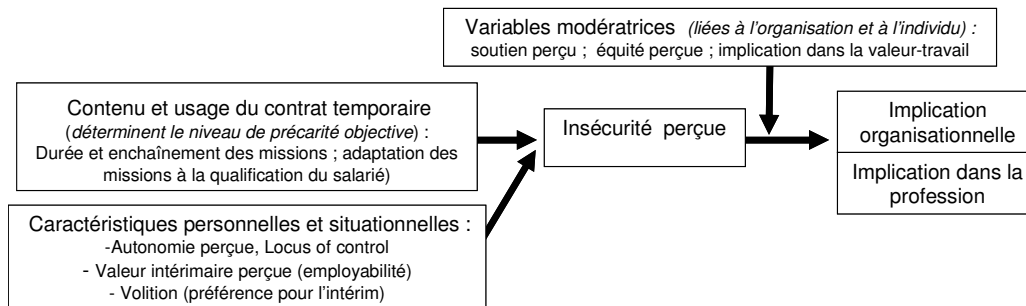 Variables modératrices (liées à l'organisation et à l'individu) :
soutien perçu ; équité perçue ; implication dans la valeur-travail
Contenu et usage du contrat temporaire
(déterminent le niveau de précarité objective) :
Durée et enchaînement des missions ; adaptation des
missions à la qualification du salarié)
Insécurité perçue
Implication
organisationnelle
Implication dans la
profession
Caractéristiques personnelles et situationnelles :
-Autonomie perçue, Locus of control
- Valeur intérimaire perçue (employabilité)
- Volition (préférence pour l'intérim)